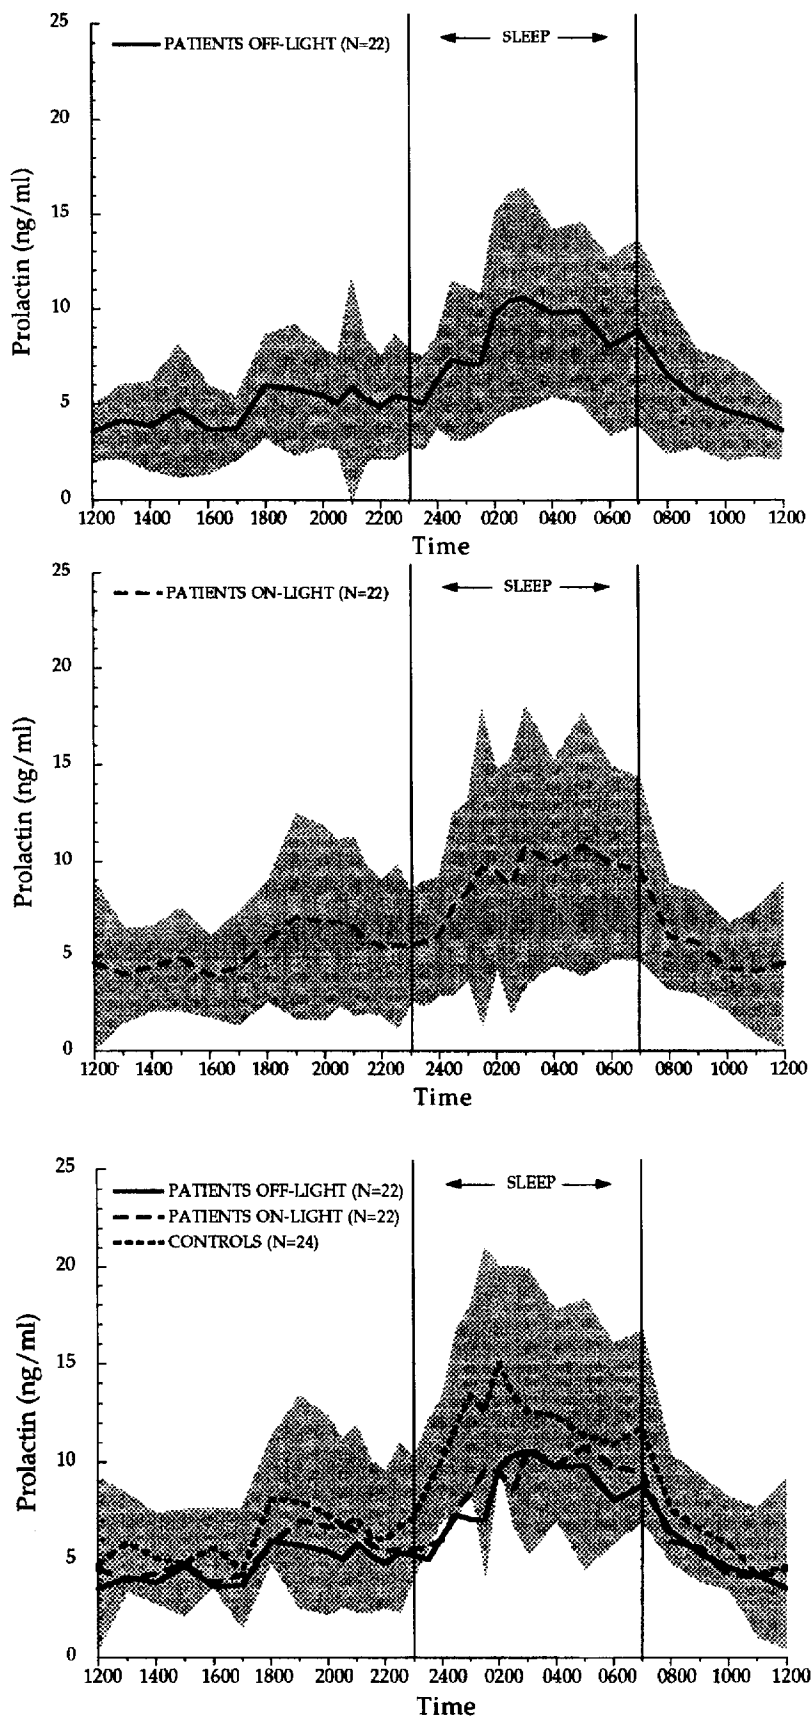 25
PATIENTS OFF-LIGHT (N=22)
SLEEP
20
15
10
5
0
Prolactin (ng/ml)
1200 1400 1600 1800 2000 2200 2400 0200 0400 0600 0800 1000 1200
Time
25
PATIENTS ON-LIGHT (N=22)
SLEEP
20
15
10
5
0
Prolactin (ng/ml)
1200 1400 1600 1800 2000 2200 2400 0200 0400 0600 0800 1000 1200
Time
25
PATIENTS OFF-LIGHT (N=22)
SLEEP
PATIENTS ON-LIGHT (N=22)
CONTROLS (N=24)
20
15
10
5
0
Prolactin (ng/ml)
1200 1400 1600 1800 2000 2200 2400 0200 0400 0600 0800 1000 1200
Time